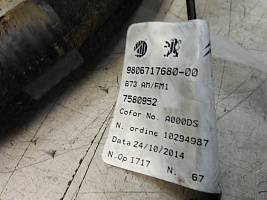 9806717680-00
B73 AM/FM1
7580952
Cofor No. A000DS
N. ordine 10294987
Data 24/10/2014
N.Op 1717 N. 67